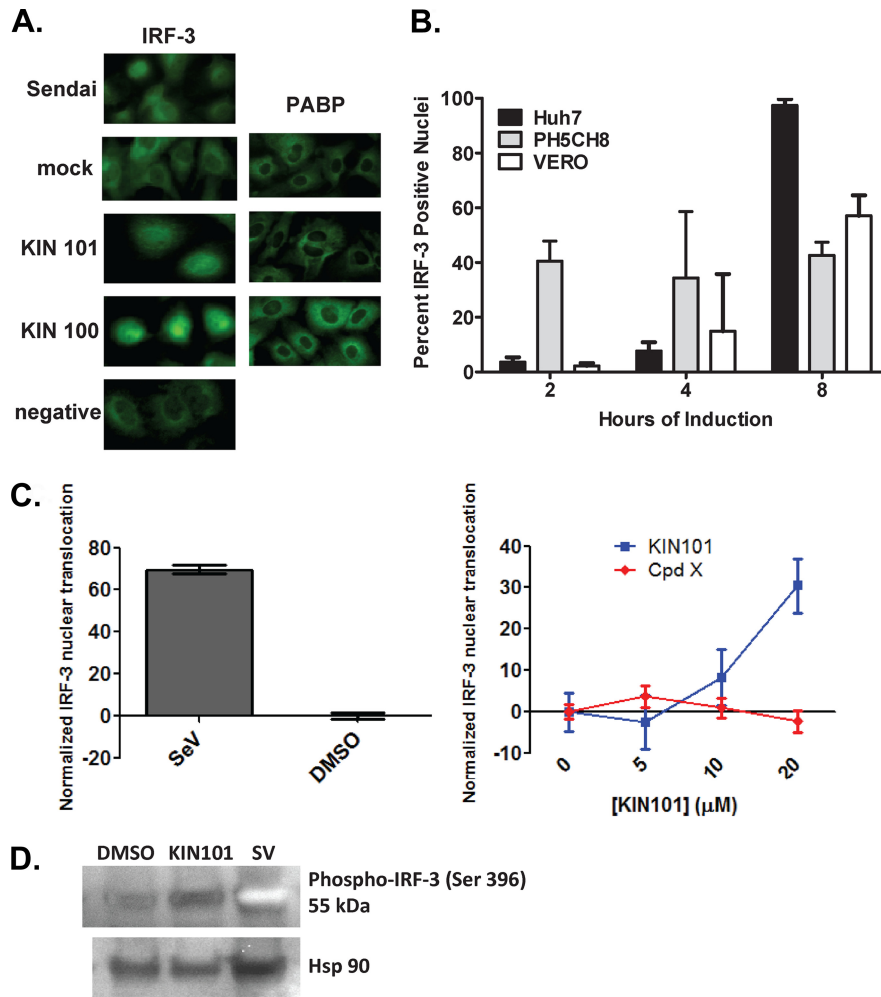 A.
IRF-3
Sendai
PABP
mock
KIN 101
KIN 100
negative
B.
Percent IRF-3 Positive Nuclei
100
80
60
40
20
0
Huh7
PH5CH8
VERO
2
4
8
Hours of Induction
C.
Normalized IRF-3 nuclear translocation
80
60
40
20
0
-20
SeV
DMSO
Normalized IRF-3 nuclear translocation
40
30
20
10
0
-10
KIN101
Cpd X
0
5
10
20
[KIN101] (μM)
D.
DMSO KIN101 SV
Phospho-IRF-3 (Ser 396)
55 kDa
Hsp 90